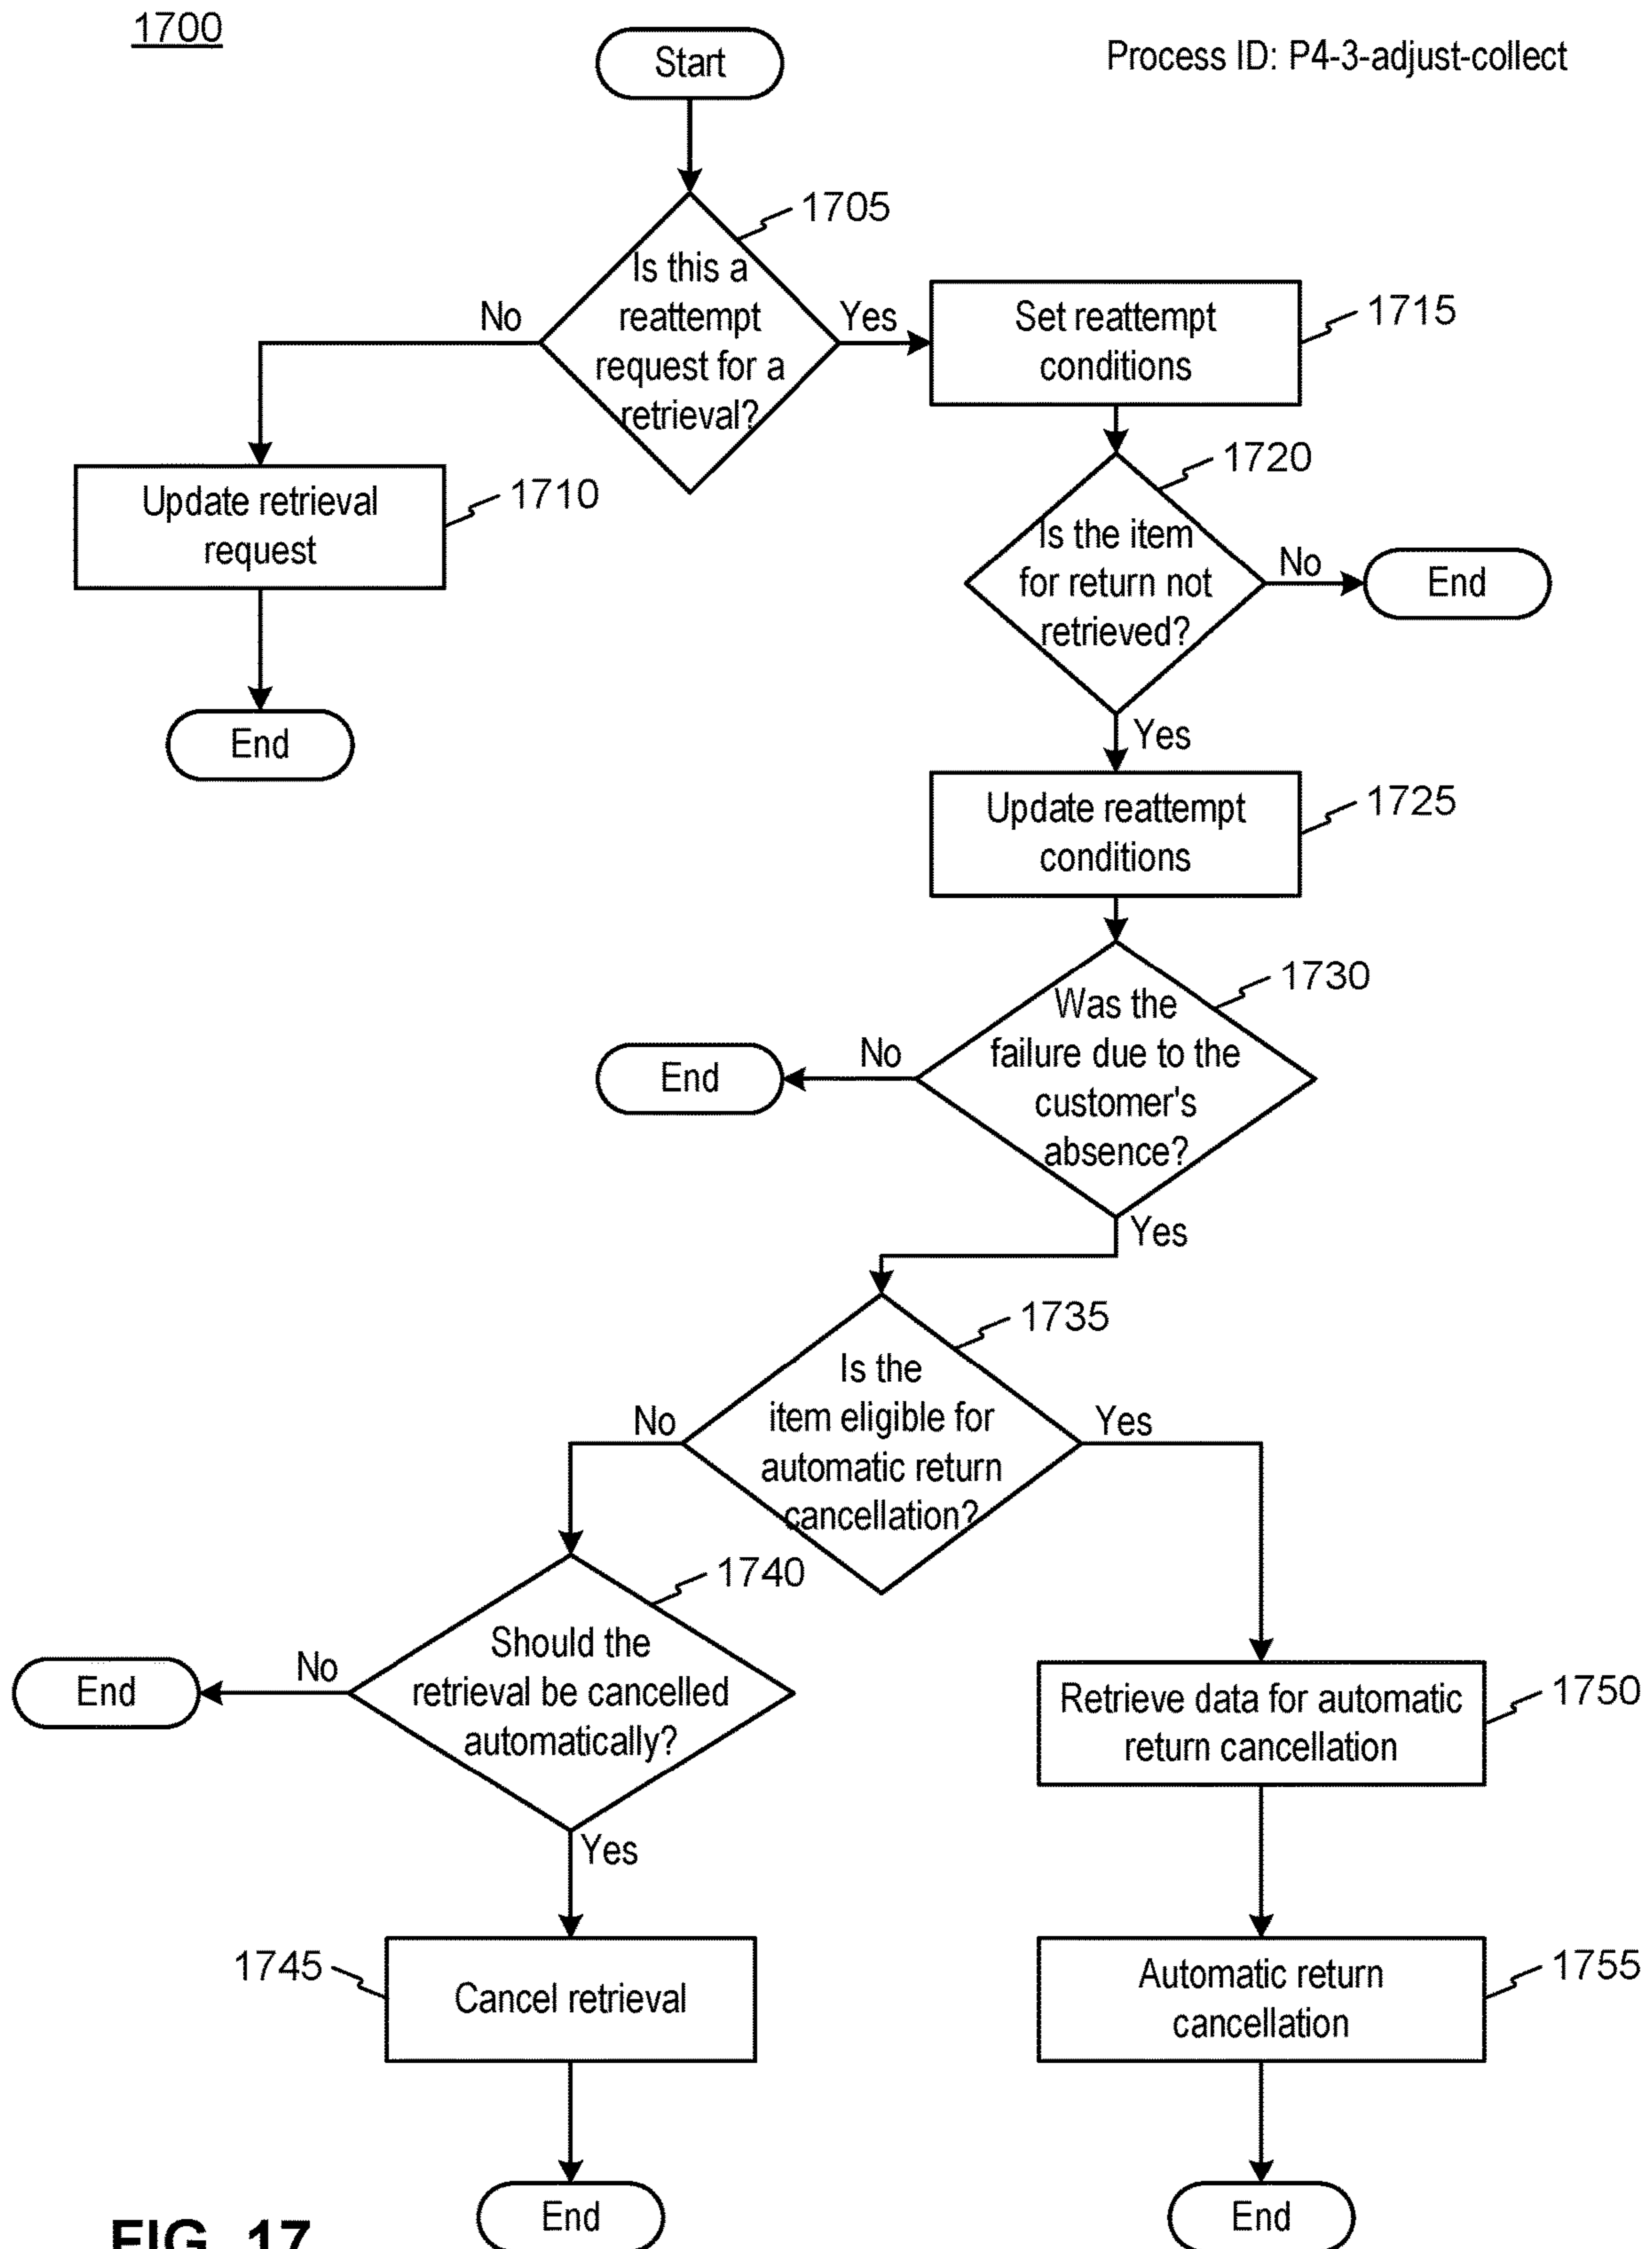 1700
Process ID: P4-3-adjust-collect
Start
1705
Is this a
reattempt
request for a
retrieval?
No
Yes
Set reattempt
conditions
1715
Update retrieval
request
1710
End
1720
Is the item
for return not
retrieved?
No
End
Yes
Update reattempt
conditions
1725
1730
Was the
failure due to the
customer's
absence?
No
End
Yes
1735
Is the
item eligible for
automatic return
cancellation?
No
Yes
1740
Should the
retrieval be cancelled
automatically?
No
End
Yes
Retrieve data for automatic
return cancellation
1750
1745
Cancel retrieval
Automatic return
cancellation
1755
End
End
FIG. 17